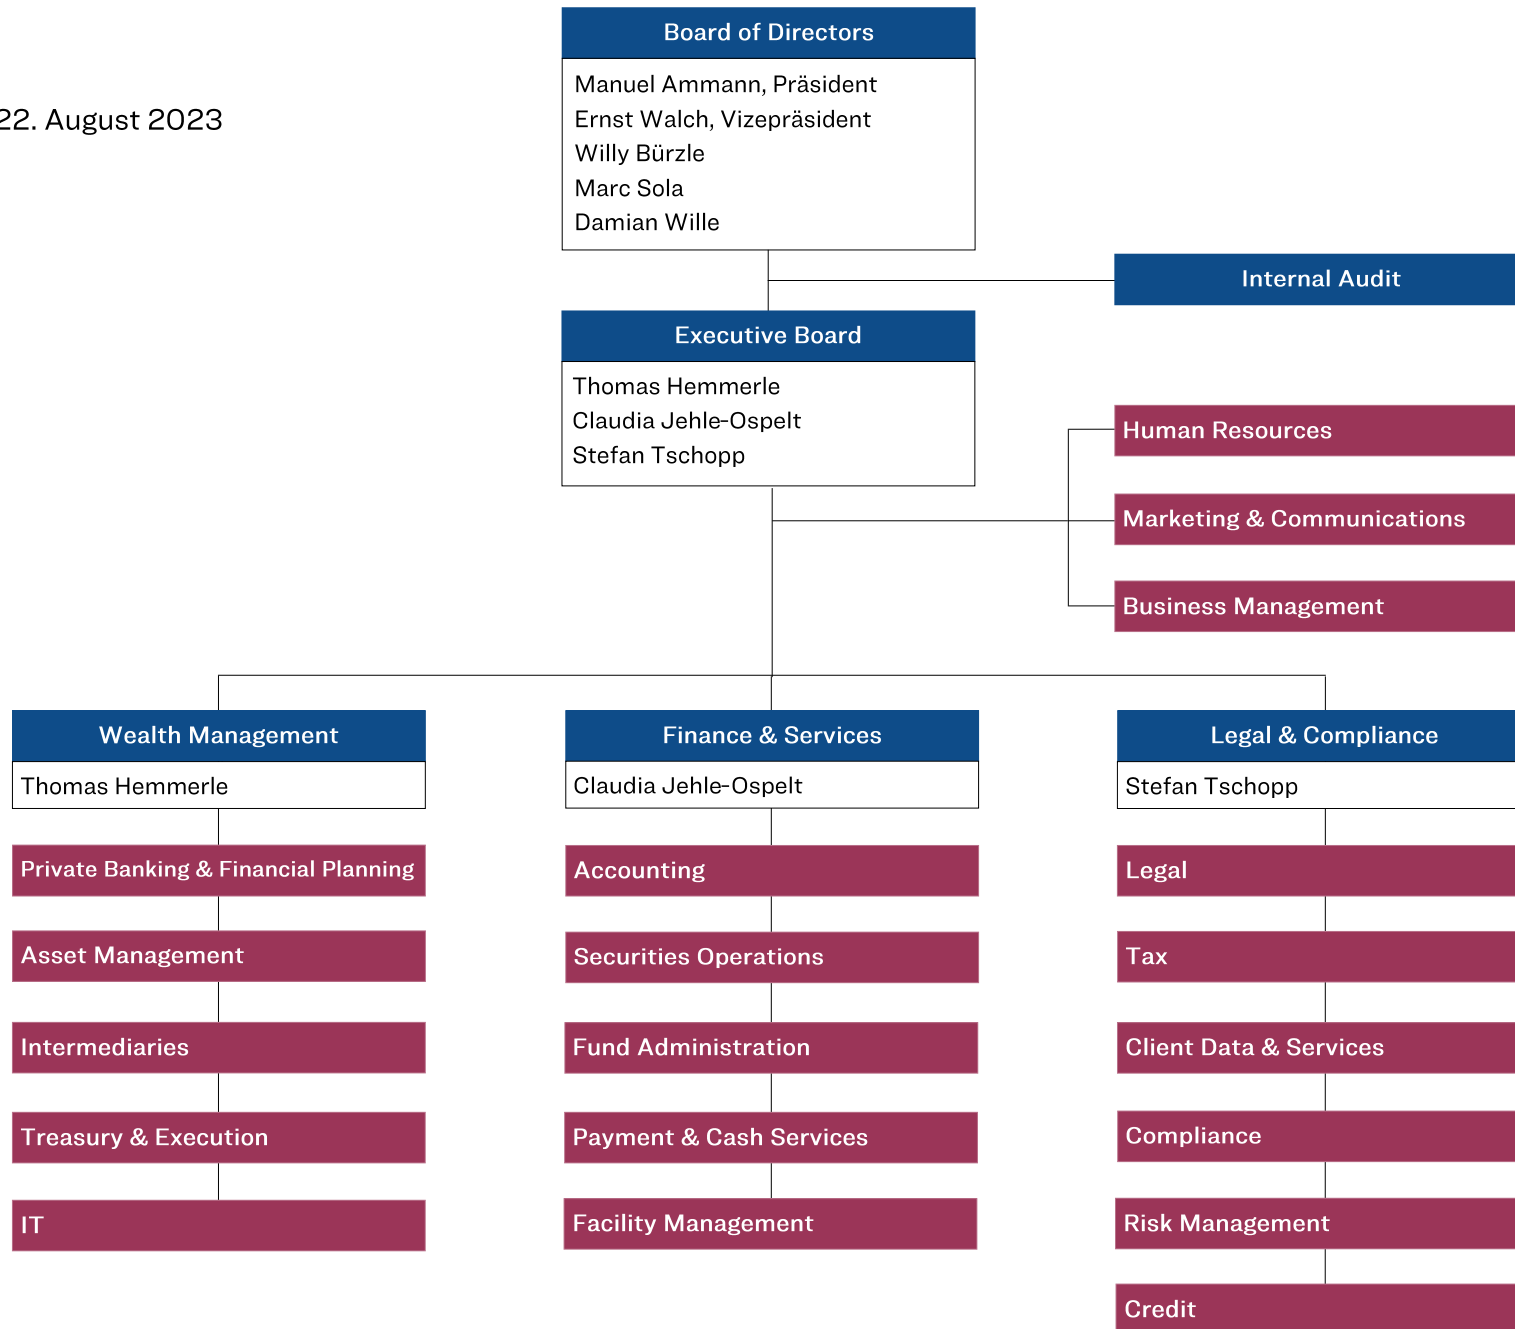 Board of Directors
Manuel Ammann, Präsident
Ernst Walch, Vizepräsident
Willy Bürzle
Marc Sola
Damian Wille
22. August 2023
Internal Audit
Executive Board
Thomas Hemmerle
Claudia Jehle-Ospelt
Stefan Tschopp
Human Resources
Marketing & Communications
Business Management
Wealth Management
Thomas Hemmerle
Private Banking & Financial Planning
Asset Management
Intermediaries
Treasury & Execution
IT
Finance & Services
Claudia Jehle-Ospelt
Accounting
Securities Operations
Fund Administration
Payment & Cash Services
Facility Management
Legal & Compliance
Stefan Tschopp
Legal
Tax
Client Data & Services
Compliance
Risk Management
Credit